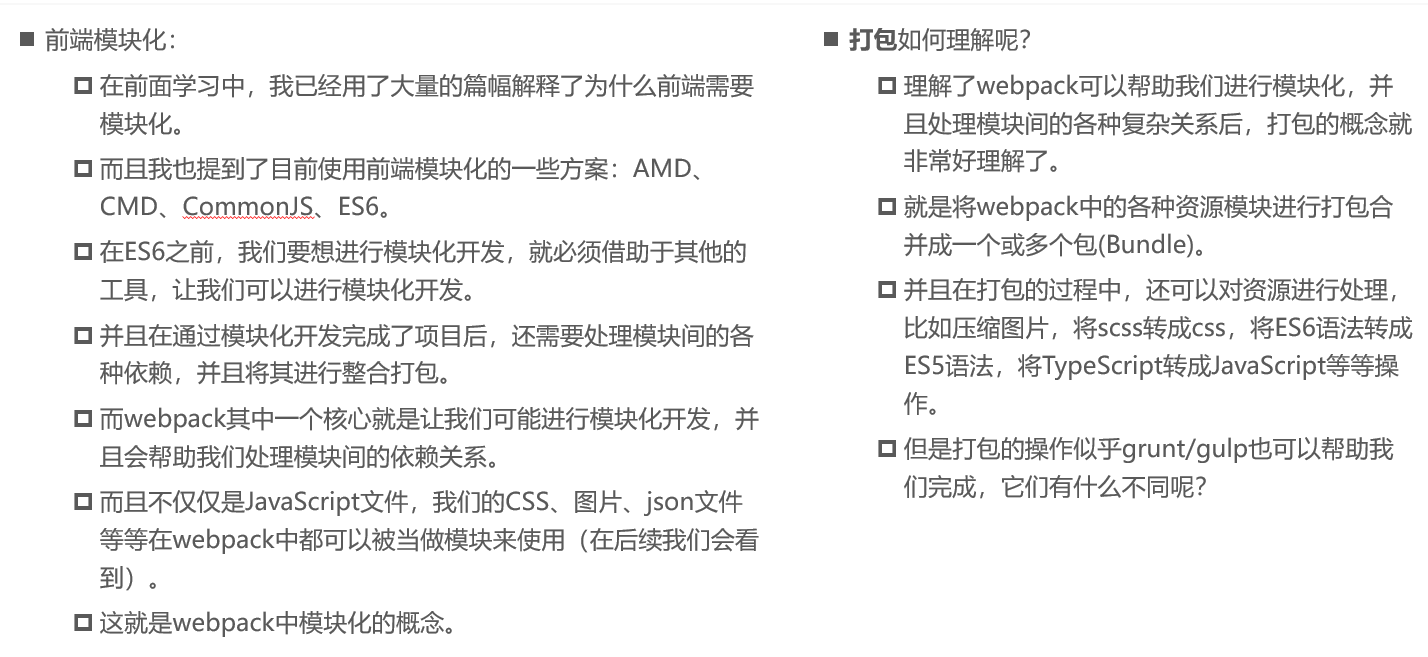 前端模块化：
在前面学习中，我已经用了大量的篇幅解释了为什么前端需要
模块化。
而且我也提到了目前使用前端模块化的一些方案：AMD、
CMD、CommonJS、ES6。
在ES6之前，我们要想进行模块化开发，就必须借助于其他的
工具，让我们可以进行模块化开发。
并且在通过模块化开发完成了项目后，还需要处理模块间的各
种依赖，并且将其进行整合打包。
而webpack其中一个核心就是让我们可能进行模块化开发，并
且会帮助我们处理模块间的依赖关系。
而且不仅仅是JavaScript文件，我们的CSS、图片、json文件
等等在webpack中都可以被当做模块来使用（在后续我们会看
到）。
这就是webpack中模块化的概念。
打包如何理解呢？
理解了webpack可以帮助我们进行模块化，并
且处理模块间的各种复杂关系后，打包的概念就
非常好理解了。
就是将webpack中的各种资源模块进行打包合
并成一个或多个包(Bundle)。
并且在打包的过程中，还可以对资源进行处理，
比如压缩图片，将scss转成css，将ES6语法转成
ES5语法，将TypeScript转成JavaScript等等操
作。
但是打包的操作似乎grunt/gulp也可以帮助我
们完成，它们有什么不同呢？